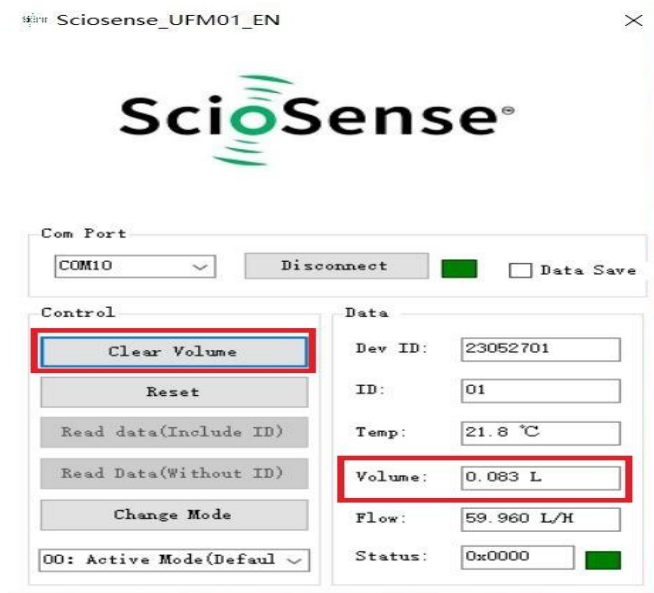 Sciosense_UFM01_EN
ScioSense
Com Port
COM10
Disconnect
Data Save
Control
Clear Volume
Reset
Read data(Include ID)
Read Data(Without ID)
Change Mode
00: Active Mode(Defaul
Data
Dev ID: 23052701
ID: 01
Temp: 21.8 ℃
Volume: 0.083 L
Flow: 59.960 L/H
Status: 0x0000